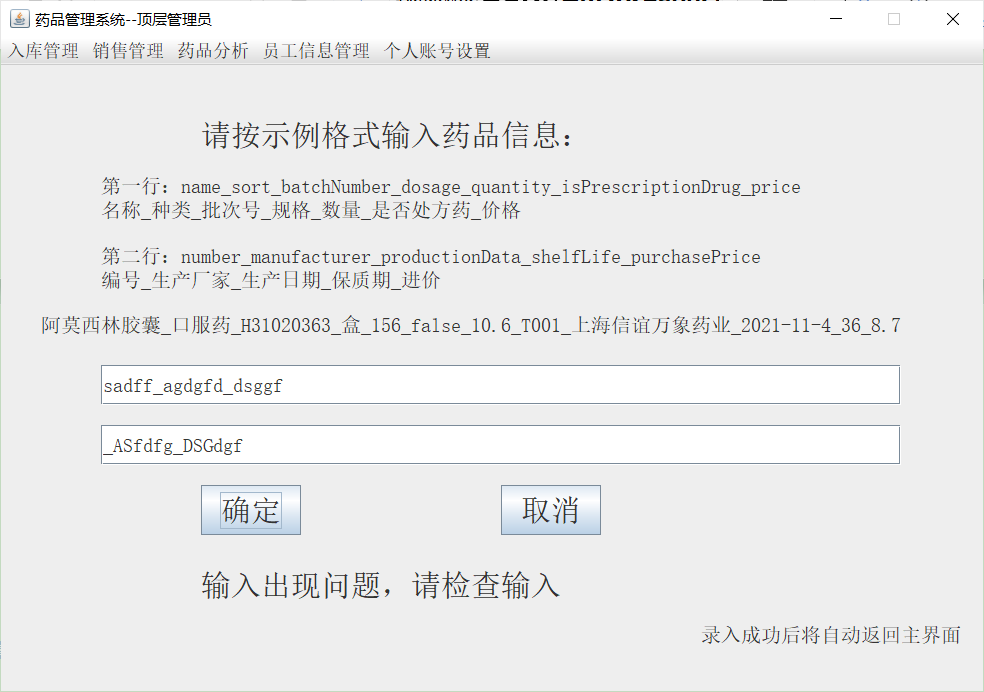 药品管理系统--顶层管理员
入库管理 销售管理 药品分析 员工信息管理 个人账号设置
请按示例格式输入药品信息：
第一行：name_sort_batchNumber_dosage_quantity_isPrescriptionDrug_price
名称_种类_批次号_规格_数量_是否处方药_价格
第二行：number_manufacturer_productionData_shelfLife_purchasePrice
编号_生产厂家_生产日期_保质期_进价
阿莫西林胶囊_口服药_H31020363_盒_156_false_10.6_T001_上海信谊万象药业_2021-11-4_36_8.7
sadff_agdgfd_dsggf
_ASfdfg_DSGdgf
确定 取消
输入出现问题，请检查输入
录入成功后将自动返回主界面